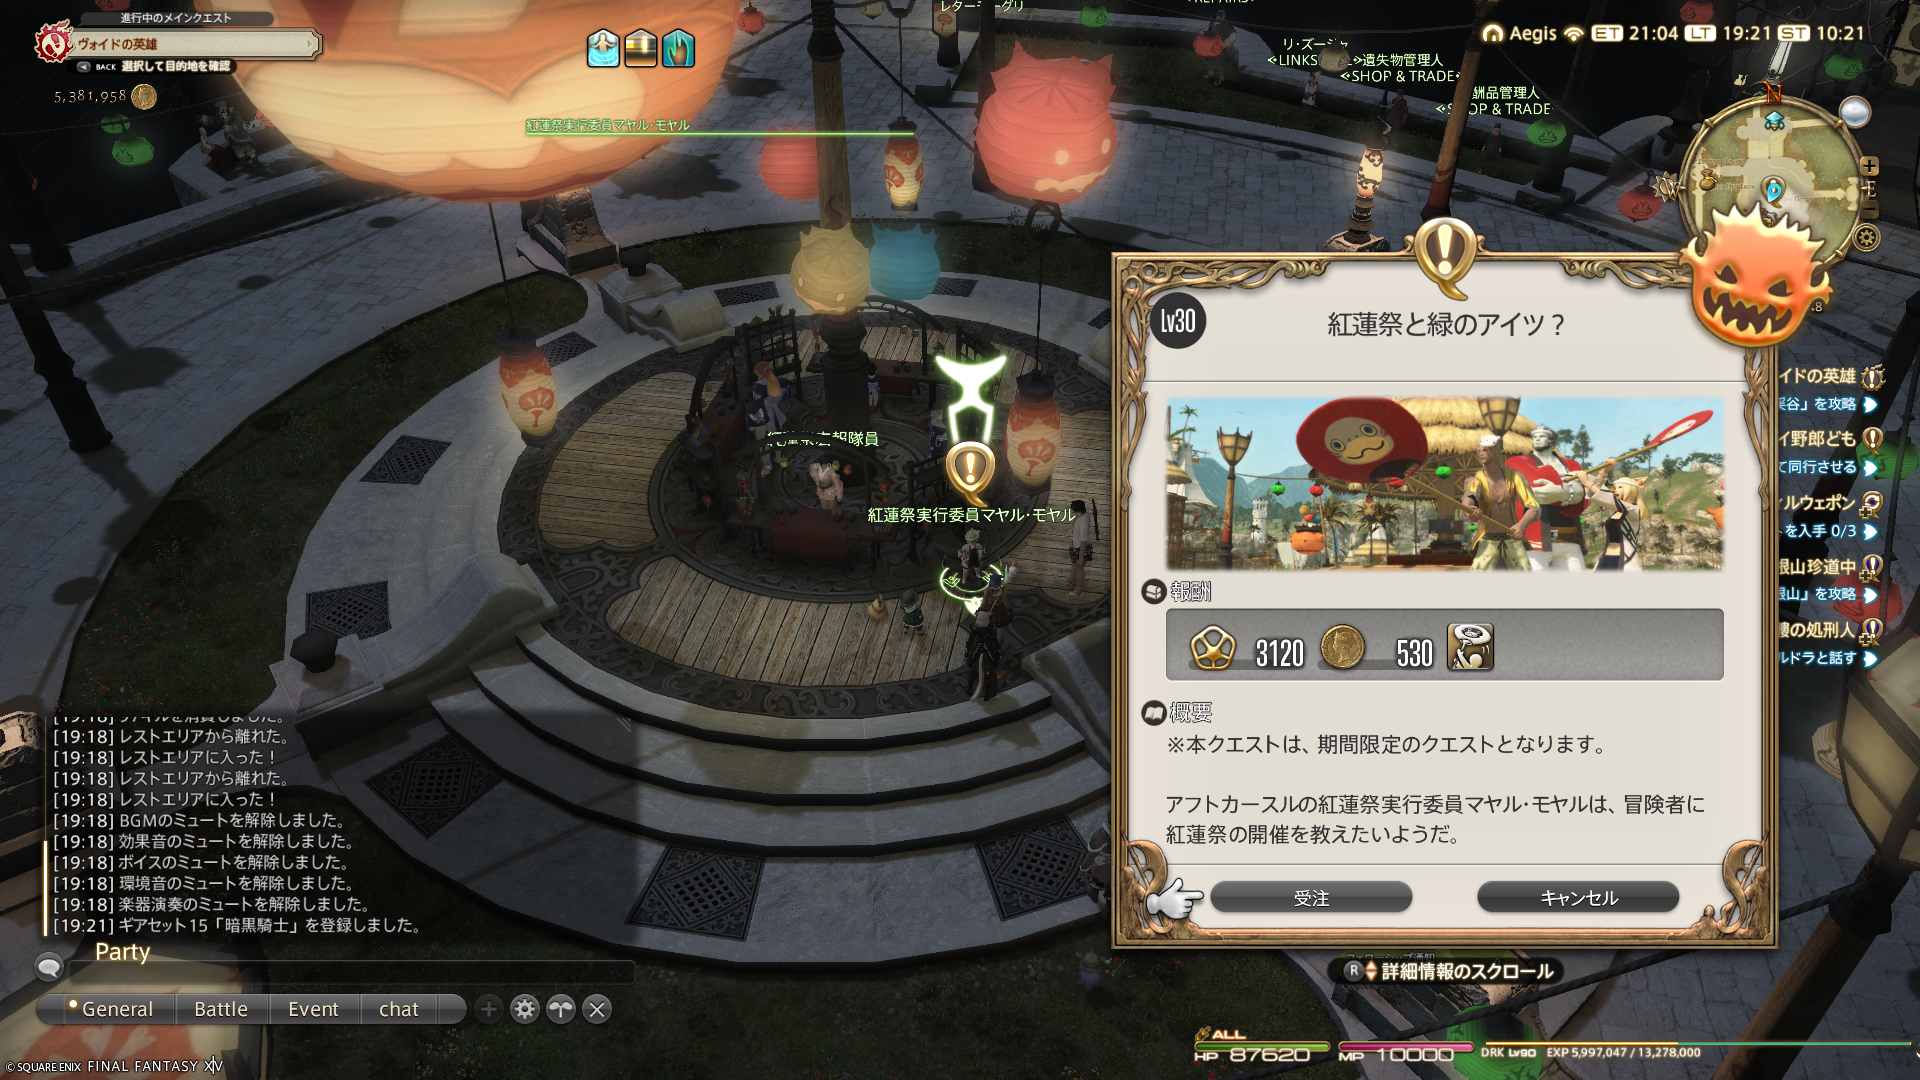 進行中のメインクエスト
ヴォイドの英雄
BACK 選択して目的地を確認
5,381,958
紅蓮祭実行委員マヤル・モヤル
リ・ズージャ
遺失物管理人
<SHOP & TRADE>
酬品管理人
Aegis ET 21:04 LT 19:21 ST 10:21
N
E
紅蓮祭実行委員マヤル・モヤル
Lv30
紅蓮祭と緑のアイツ？
報酬
3120 530
概要
※本クエストは、期間限定のクエストとなります。
アフトカースルの紅蓮祭実行委員マヤル・モヤルは、冒険者に
紅蓮祭の開催を教えたいようだ。
受注 キャンセル
R 詳細情報のスクロール
イドの英雄
谷」を攻略
イ野郎ども
て同行させる
ルウェポン
を入手 0/3
根山珍道中
根山」を攻略
の処刑人
ルドラと話す
[19:18] レストエリアから離れた。
[19:18] レストエリアに入った！
[19:18] レストエリアから離れた。
[19:18] レストエリアに入った！
[19:18] BGMのミュートを解除しました。
[19:18] 効果音のミュートを解除しました。
[19:18] ボイスのミュートを解除しました。
[19:18] 環境音のミュートを解除しました。
[19:18] 楽器演奏のミュートを解除しました。
[19:21] ギアセット15「暗黒騎士」を登録しました。
Party
General Battle Event chat
ALL
HP 87620 MP 10000 DRK Lv90 EXP 5,997,047 / 13,278,000
© SQUARE ENIX FINAL FANTASY XIV